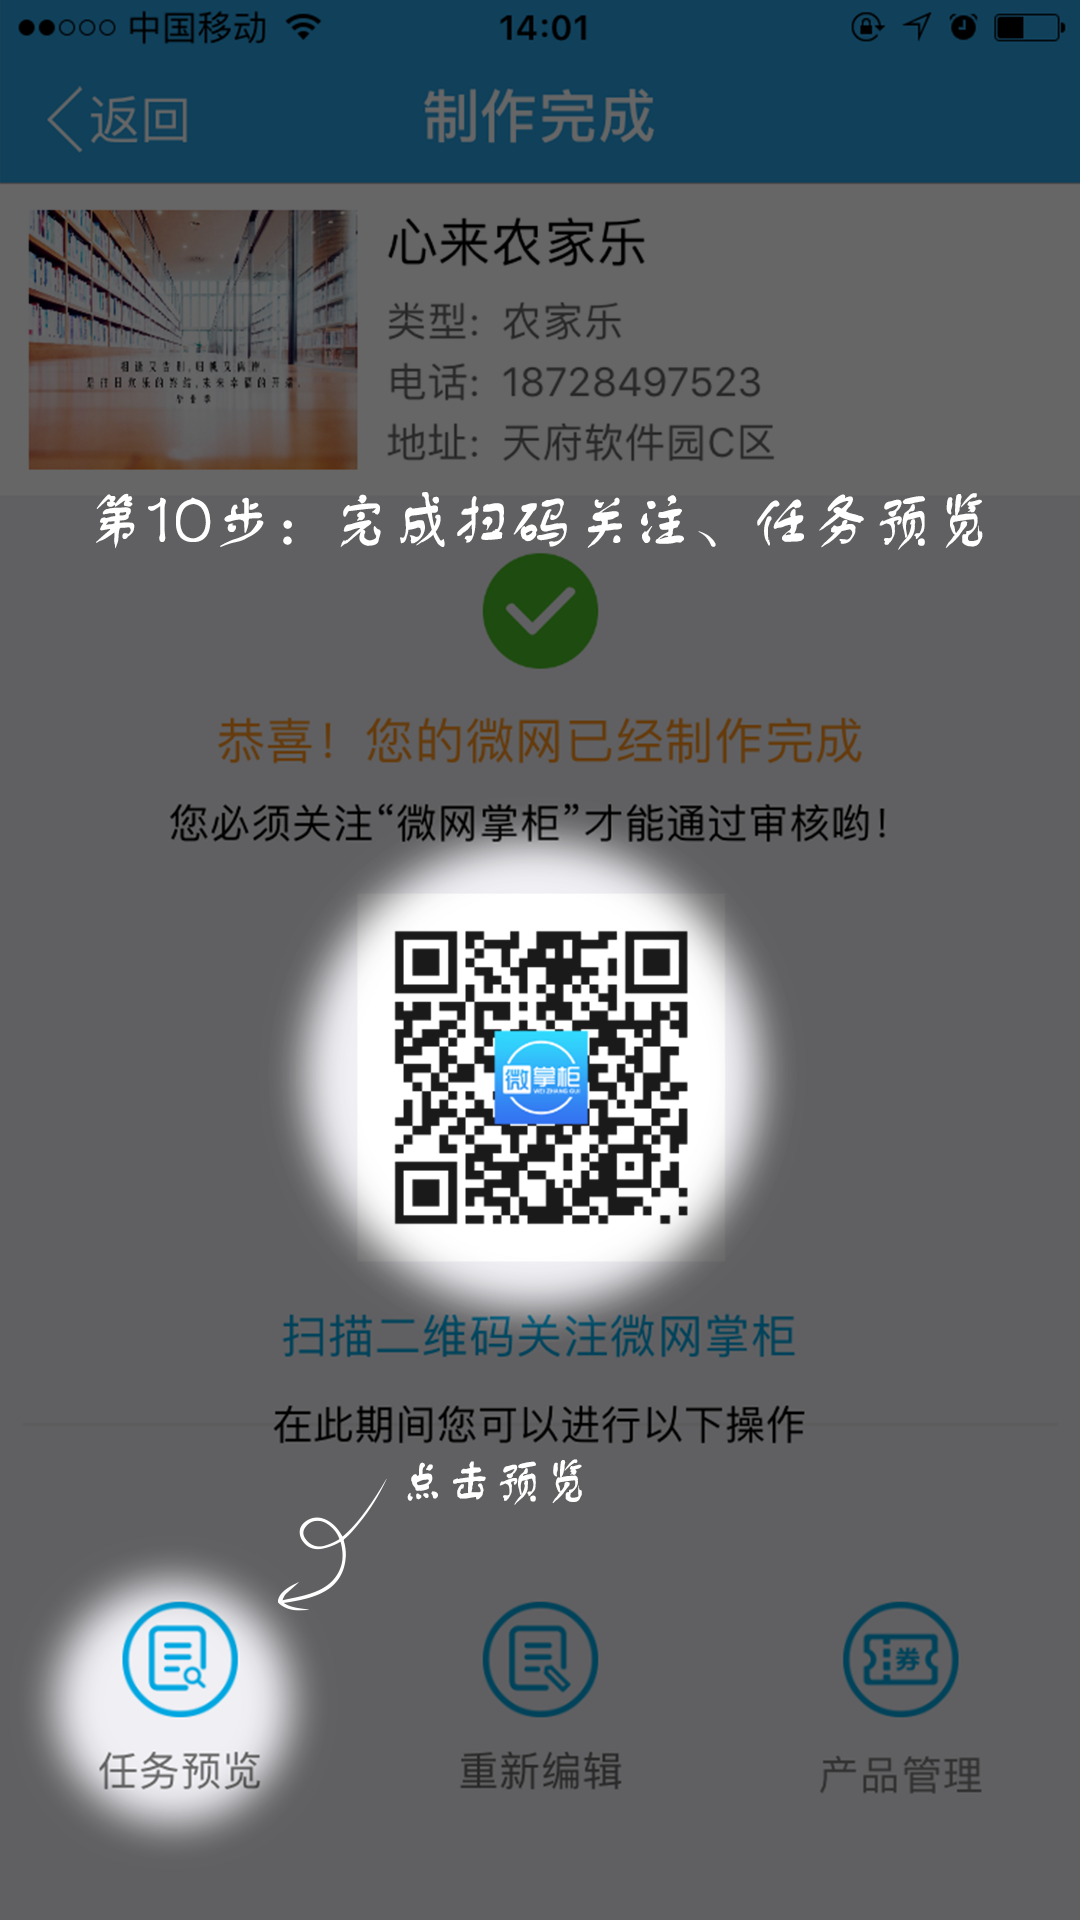 中国移动 14:01
返回 制作完成
心来农家乐
类型: 农家乐
电话: 18728497523
地址: 天府软件园C区
第10步：完成扫码关注、任务预览
恭喜！您的微网已经制作完成
您必须关注“微网掌柜”才能通过审核哟！
微掌柜
WEI ZHANG GUI
扫描二维码关注微网掌柜
在此期间您可以进行以下操作
点击预览
券
任务预览 重新编辑 产品管理